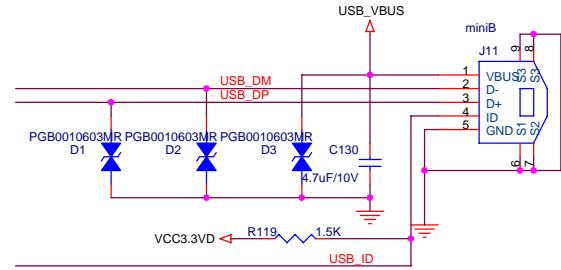 USB_VBUS
miniB
J11
9
8
S3
S3
1
VBUS
USB_DM
2
D-
USB_DP
3
D+
4
ID
5
GND
S1
S2
6
7
PGB0010603MR
PGB0010603MR
PGB0010603MR
D1
D2
D3
C130
4.7uF/10V
VCC3.3VD
R119
1.5K
USB_ID